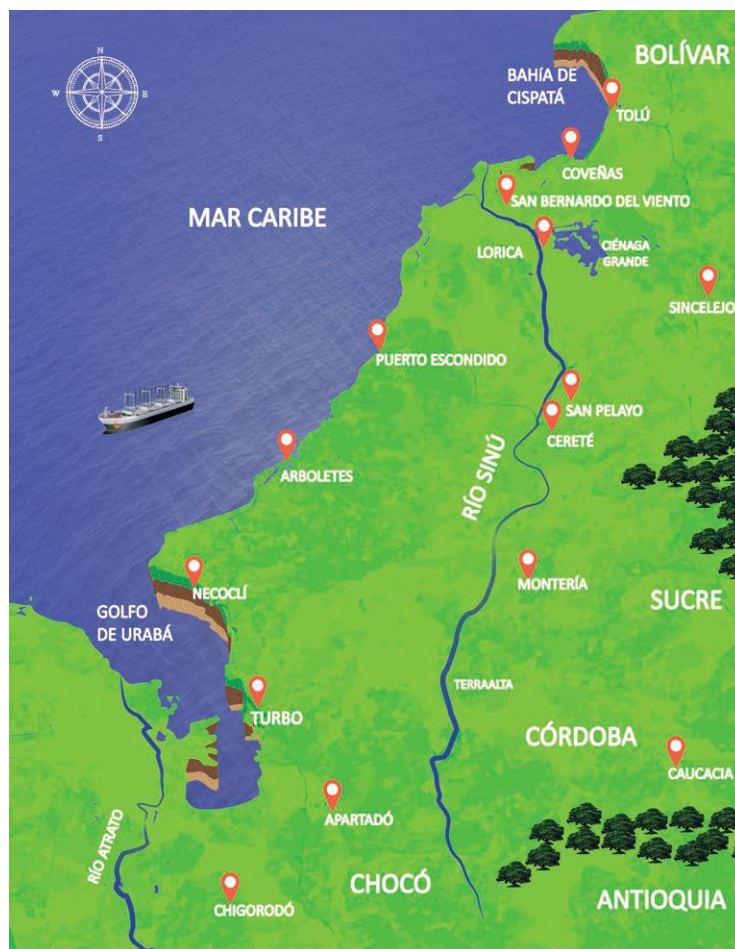 BOLÍVAR
BAHÍA DE
CISPATÁ
TOLÚ
N
W
E
S
COVEÑAS
SAN BERNARDO DEL VIENTO
MAR CARIBE
LORICA
CIÉNAGA
GRANDE
SINCELEJO
PUERTO ESCONDIDO
SAN PELAYO
CERETÉ
RÍO SINÚ
ARBOLETES
NECOCLÍ
MONTERÍA
SUCRE
GOLFO
DE URABÁ
TERRAALTA
TURBO
CÓRDOBA
CAUCACIA
APARTADÓ
RÍO ATRATO
CHOCÓ
CHIGORODÓ
ANTIOQUIA